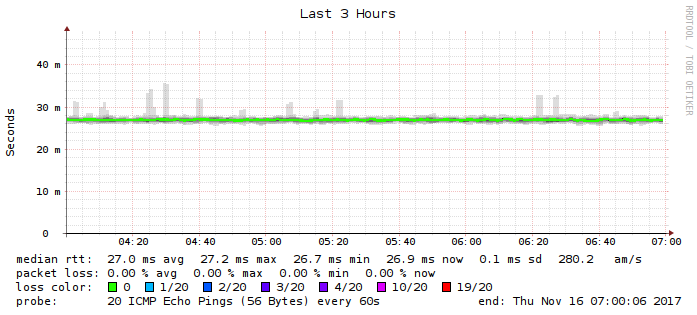 Last 3 Hours
RRDTOOL / TOBI OETIKER
Seconds
40 m
30 m
20 m
10 m
0
04:20 04:40 05:00 05:20 05:40 06:00 06:20 06:40 07:00
median rtt: 27.0 ms avg 27.2 ms max 26.7 ms min 26.9 ms now 0.1 ms sd 280.2 am/s
packet loss: 0.00 % avg 0.00 % max 0.00 % min 0.00 % now
loss color: 0 1/20 2/20 3/20 4/20 10/20 19/20
probe: 20 ICMP Echo Pings (56 Bytes) every 60s end: Thu Nov 16 07:00:06 2017